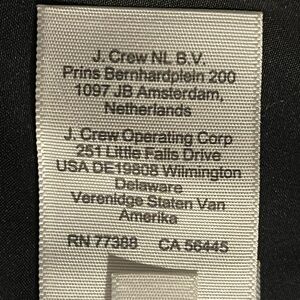 J. Crew NL B.V.
Prins Bernhardplein 200
1097 JB Amsterdam,
Netherlands
J. Crew Operating Corp
251 Little Falls Drive
USA DE19808 Wilmington
Delaware
Verenidge Staten Van
Amerika
RN 77388 CA 56445